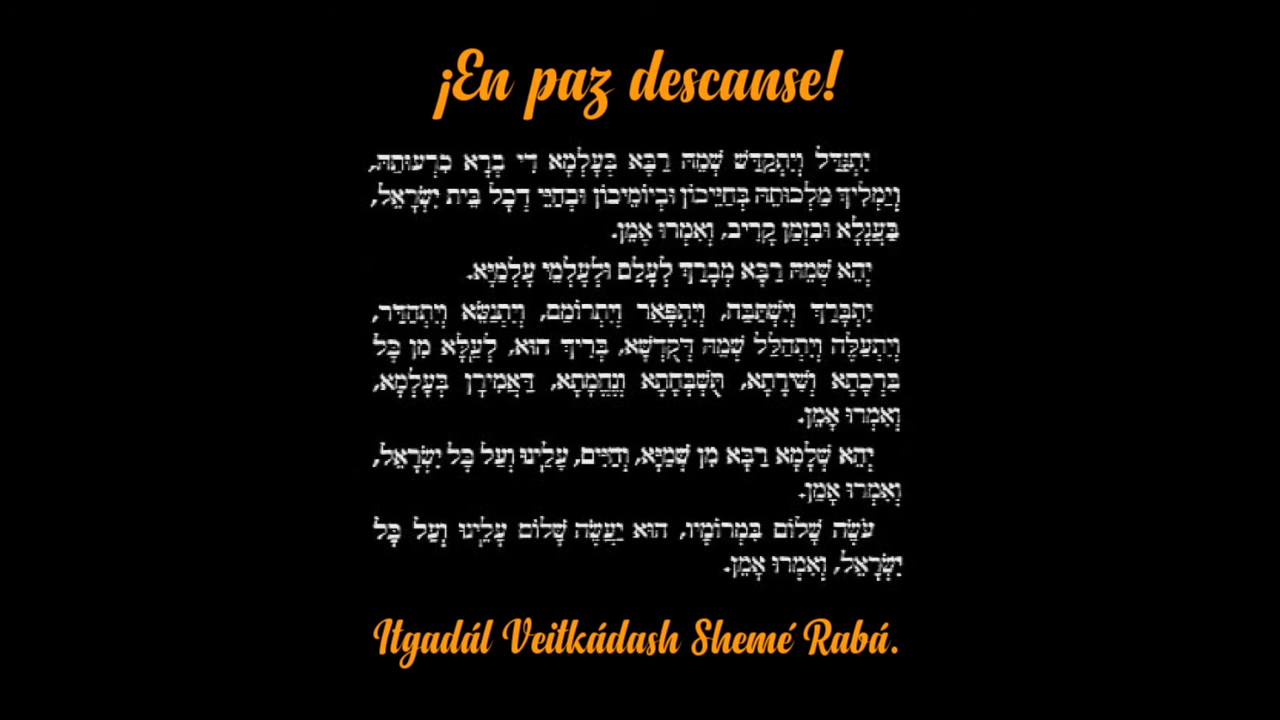 ¡En paz descanse!
יִתְגַּדַּל וְיִתְקַדַּשׁ שְׁמֵהּ רַבָּא בְּעָלְמָא דִּי בְרָא כִרְעוּתֵהּ,
וְיַמְלִיךְ מַלְכוּתֵהּ בְּחַיֵּיכוֹן וּבְיוֹמֵיכוֹן וּבְחַיֵּי דְכָל בֵּית יִשְׂרָאֵל,
בַּעֲגָלָא וּבִזְמַן קָרִיב, וְאִמְרוּ אָמֵן.
יְהֵא שְׁמֵהּ רַבָּא מְבָרַךְ לְעָלַם וּלְעָלְמֵי עָלְמַיָּא.
יִתְבָּרַךְ וְיִשְׁתַּבַּח, וְיִתְפָּאַר וְיִתְרוֹמַם, וְיִתְנַשֵּׂא וְיִתְהַדַּר,
וְיִתְעַלֶּה וְיִתְהַלַּל שְׁמֵהּ דְּקֻדְשָׁא, בְּרִיךְ הוּא, לְעֵלָּא מִן כָּל
בִּרְכָתָא וְשִׁירָתָא, תֻּשְׁבְּחָתָא וְנֶחֱמָתָא, דַּאֲמִירָן בְּעָלְמָא,
וְאִמְרוּ אָמֵן.
יְהֵא שְׁלָמָא רַבָּא מִן שְׁמַיָּא, וְחַיִּים, עָלֵינוּ וְעַל כָּל יִשְׂרָאֵל,
וְאִמְרוּ אָמֵן.
עֹשֶׂה שָׁלוֹם בִּמְרוֹמָיו, הוּא יַעֲשֶׂה שָׁלוֹם עָלֵינוּ וְעַל כָּל
יִשְׂרָאֵל, וְאִמְרוּ אָמֵן.
Itgadál Veitkádash Shemé Rabá.